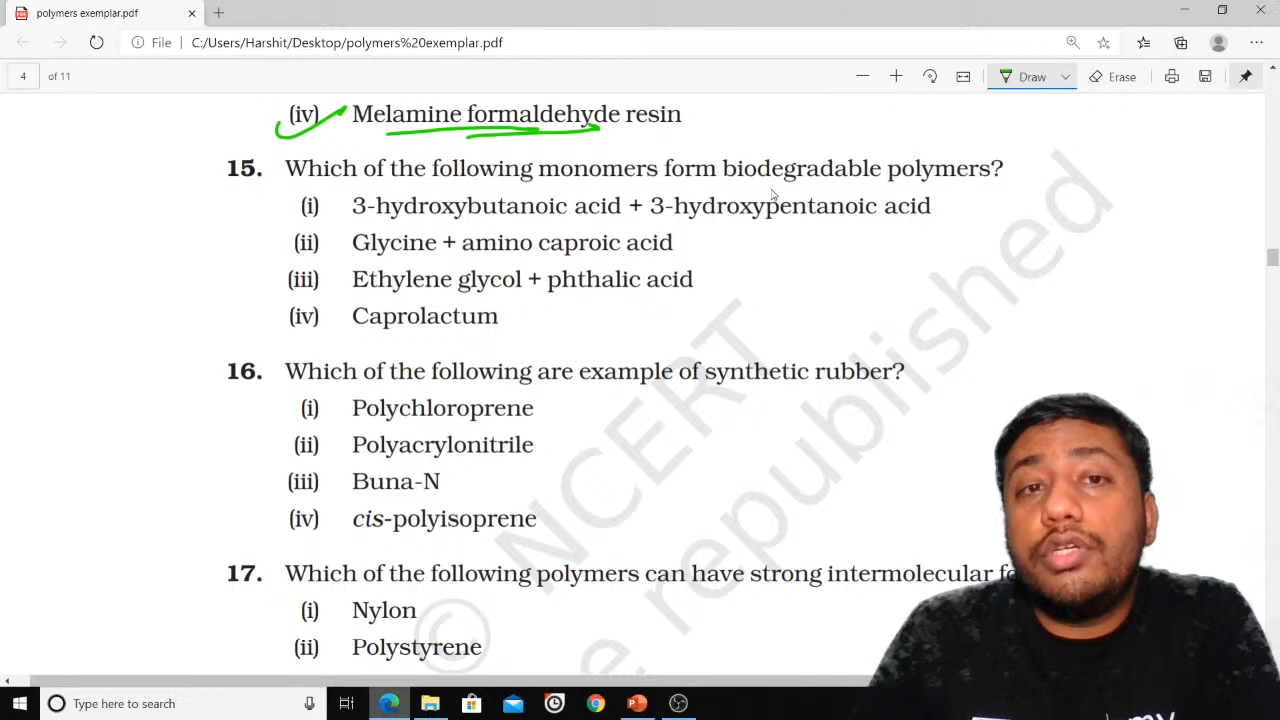 polymers exemplar.pdf
File C:/Users/Harshit/Desktop/polymers%20exemplar.pdf
4 of 11 Draw Erase
(iv) Melamine formaldehyde resin
15. Which of the following monomers form biodegradable polymers?
(i) 3-hydroxybutanoic acid + 3-hydroxypentanoic acid
(ii) Glycine + amino caproic acid
(iii) Ethylene glycol + phthalic acid
(iv) Caprolactum
16. Which of the following are example of synthetic rubber?
(i) Polychloroprene
(ii) Polyacrylonitrile
(iii) Buna-N
(iv) cis-polyisoprene
17. Which of the following polymers can have strong intermolecular
(i) Nylon
(ii) Polystyrene
© NCERT
republished
Type here to search